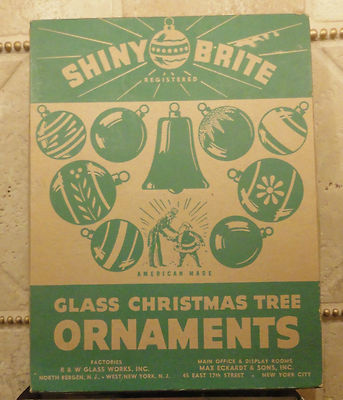 SHINY BRITE
REGISTERED
AMERICAN MADE
GLASS CHRISTMAS TREE
ORNAMENTS
FACTORIES
R & W GLASS WORKS, INC.
NORTH BERGEN, N. J. - WEST NEW YORK, N. J.
MAIN OFFICE & DISPLAY ROOMS
MAX ECKARDT & SONS, INC.
45 EAST 17th STREET - NEW YORK CITY